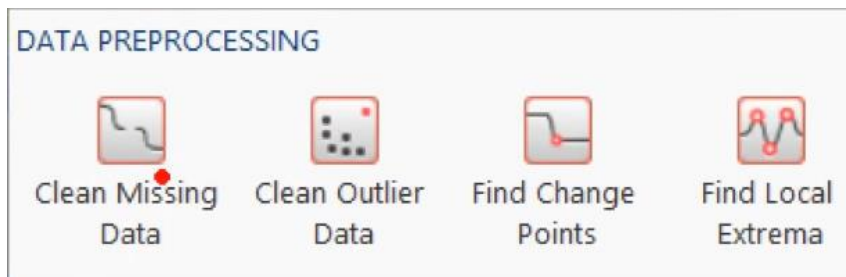 DATA PREPROCESSING
Clean Missing
Data
Clean Outlier
Data
Find Change
Points
Find Local
Extrema